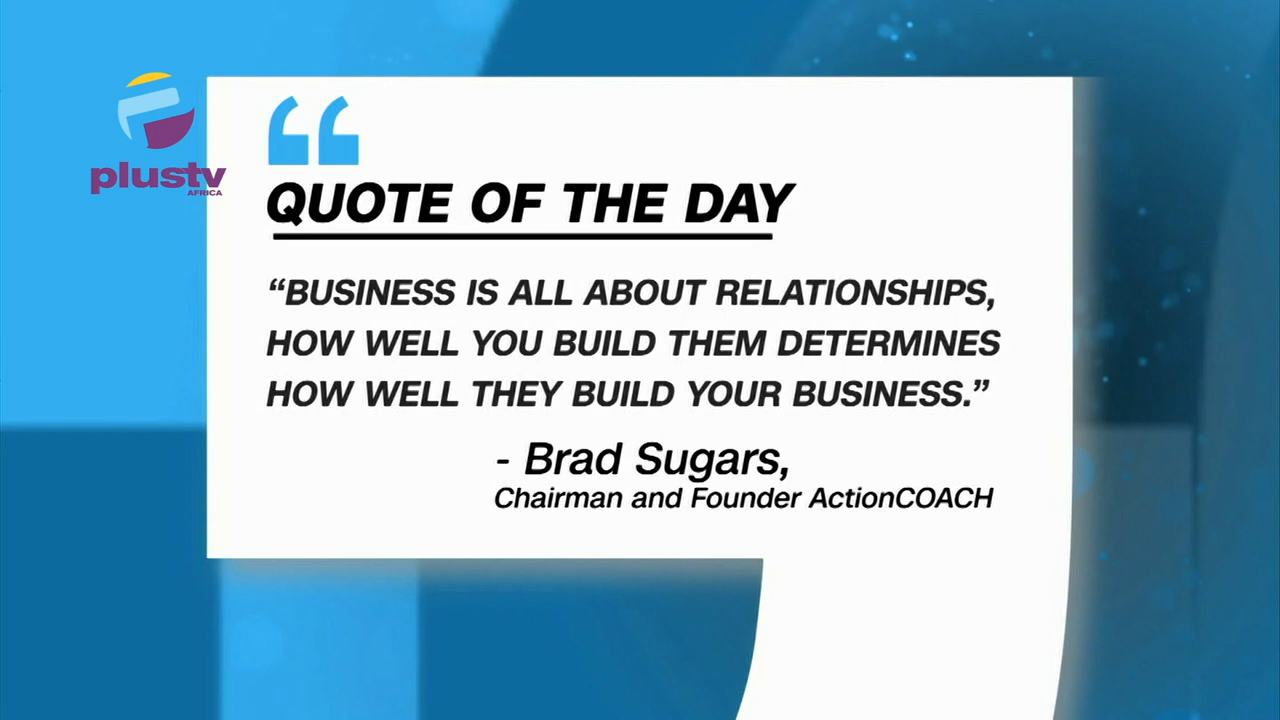 plustv
AFRICA
QUOTE OF THE DAY
“BUSINESS IS ALL ABOUT RELATIONSHIPS,
HOW WELL YOU BUILD THEM DETERMINES
HOW WELL THEY BUILD YOUR BUSINESS.”
- Brad Sugars,
Chairman and Founder ActionCOACH